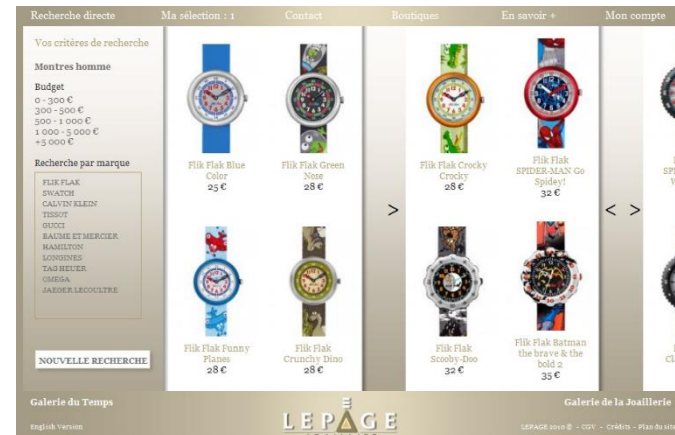 Recherche directe
Ma sélection : 1
Contact
Boutiques
En savoir +
Mon compte
Vos critères de recherche
Montres homme
Budget
0 - 300 €
300 - 500 €
500 - 1 000 €
1 000 - 5 000 €
+5 000 €
Recherche par marque
FLIK FLAK
SWATCH
CALVIN KLEIN
TISSOT
GUCCI
BAUME ET MERCIER
HAMILTON
LONGINES
TAG HEUER
OMEGA
JAEGER LECOULTRE
NOUVELLE RECHERCHE
Flik Flak Blue
Color
25 €
Flik Flak Green
Nose
28 €
Flik Flak Crocky
Crocky
28 €
Flik Flak
SPIDER-MAN Go
Spidey!
32 €
>
< >
Flik Flak Funny
Planes
28 €
Flik Flak
Crunchy Dino
28 €
Flik Flak
Scooby-Doo
32 €
Flik Flak Batman
the brave & the
bold 2
35 €
Galerie du Temps
Galerie de la Joaillerie
LEPAGE
English Version
LEPAGE 2010 © - CGV - Crédits - Plan du site